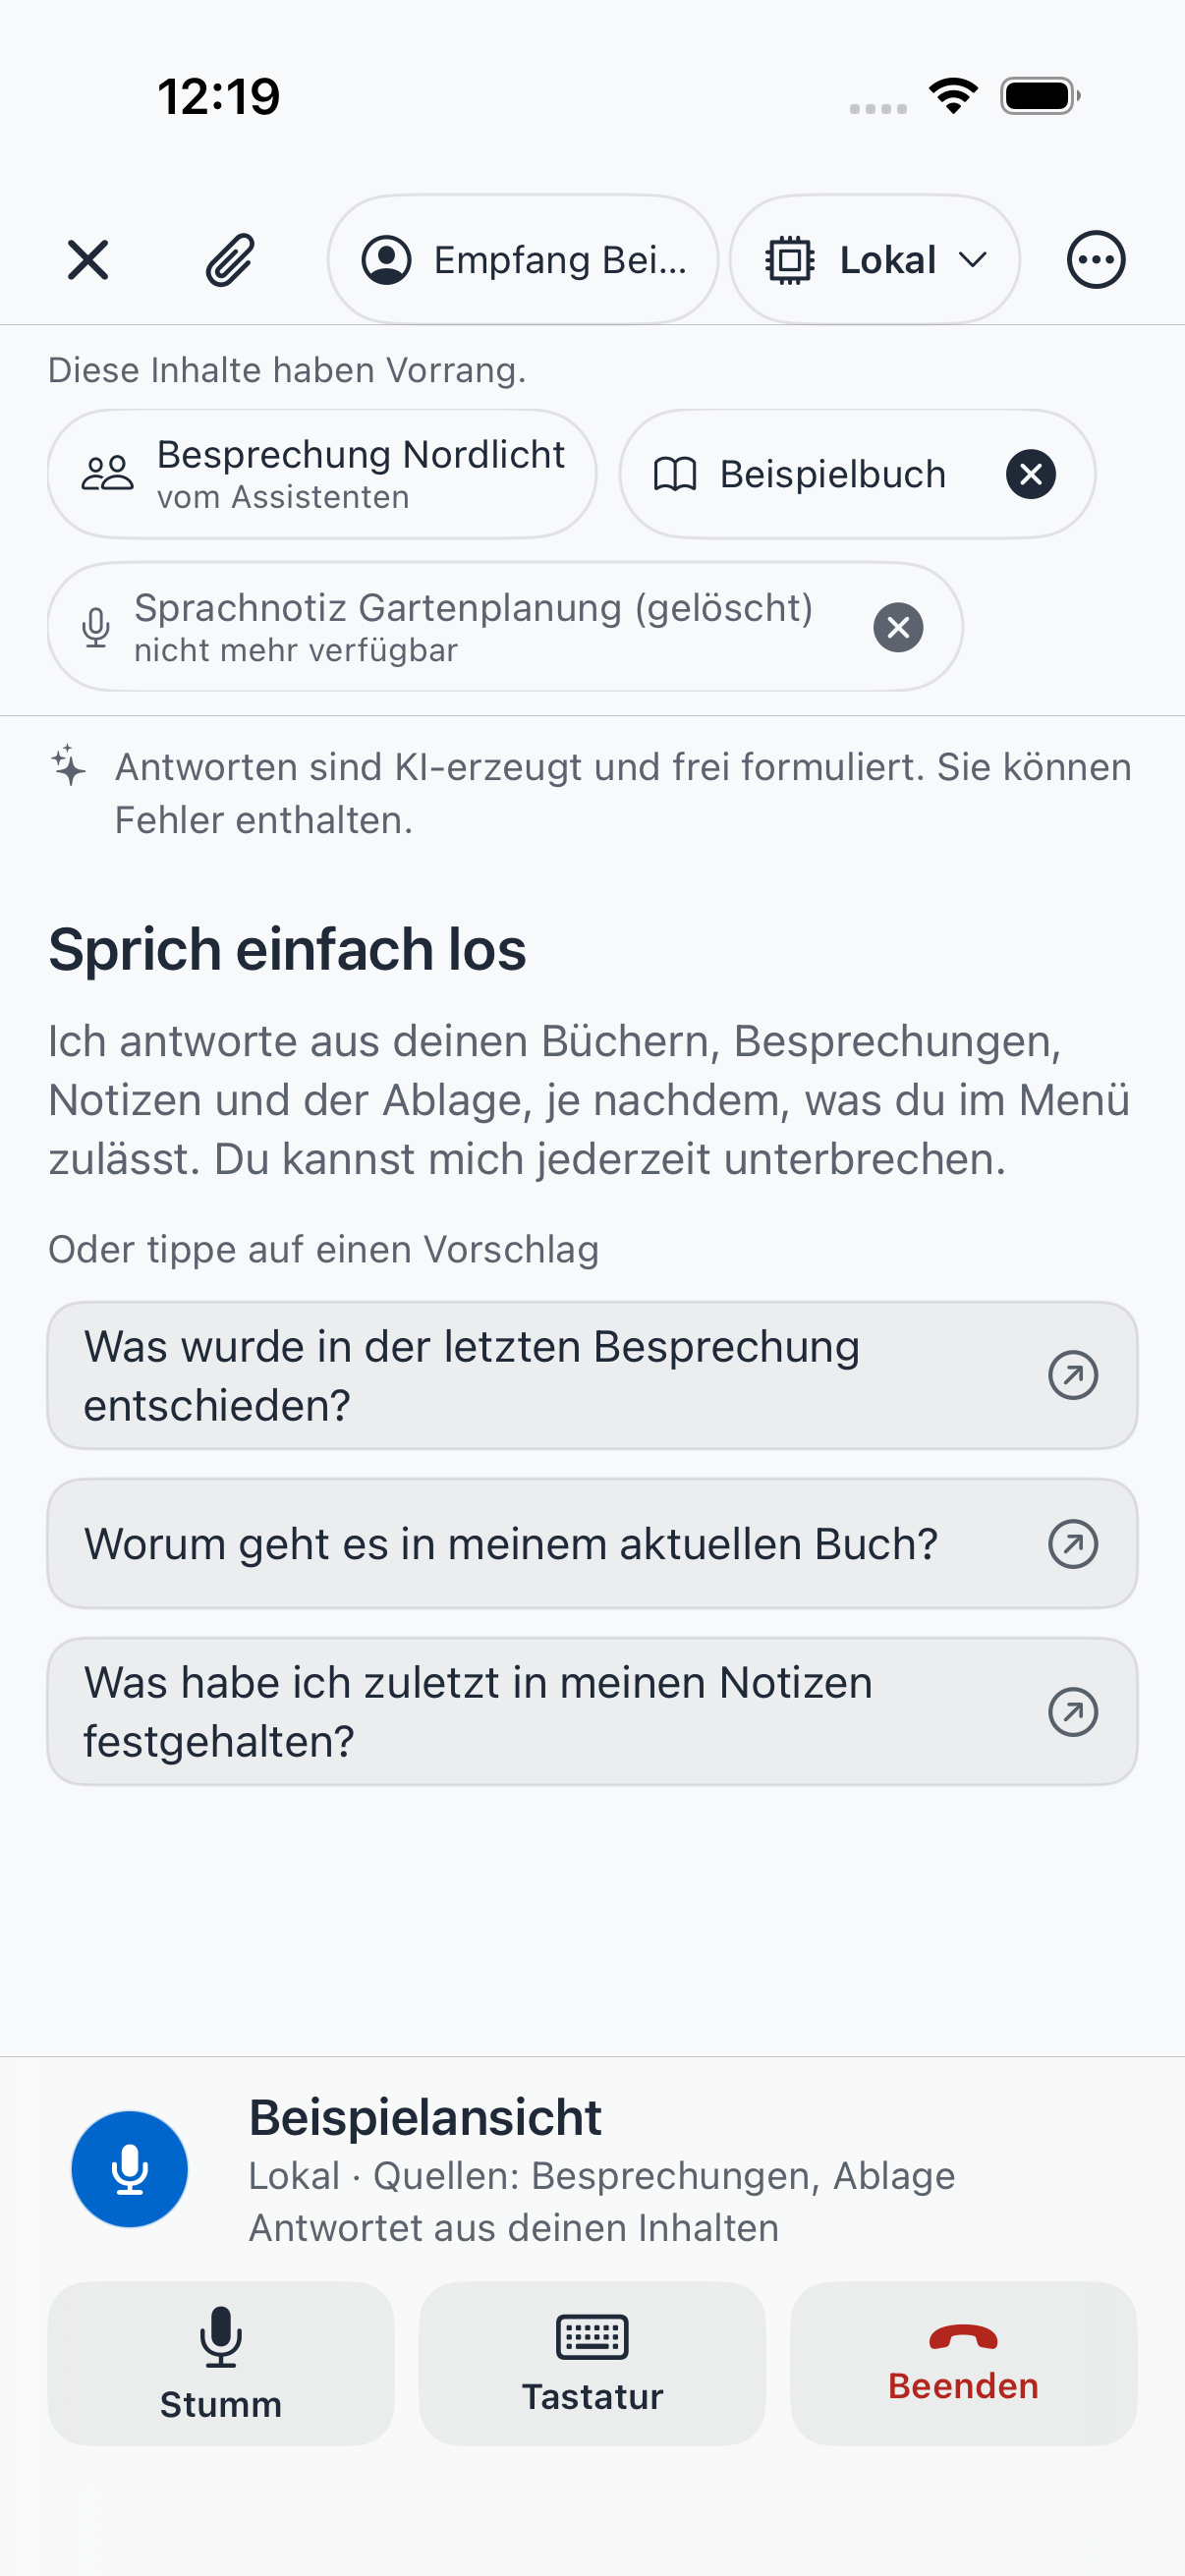 12:19
Empfang Bei...
Lokal
Diese Inhalte haben Vorrang.
Besprechung Nordlicht
vom Assistenten
Beispielbuch
Sprachnotiz Gartenplanung (gelöscht)
nicht mehr verfügbar
Antworten sind KI-erzeugt und frei formuliert. Sie können
Fehler enthalten.
Sprich einfach los
Ich antworte aus deinen Büchern, Besprechungen,
Notizen und der Ablage, je nachdem, was du im Menü
zulässt. Du kannst mich jederzeit unterbrechen.
Oder tippe auf einen Vorschlag
Was wurde in der letzten Besprechung
entschieden?
Worum geht es in meinem aktuellen Buch?
Was habe ich zuletzt in meinen Notizen
festgehalten?
Beispielansicht
Lokal · Quellen: Besprechungen, Ablage
Antwortet aus deinen Inhalten
Stumm
Tastatur
Beenden